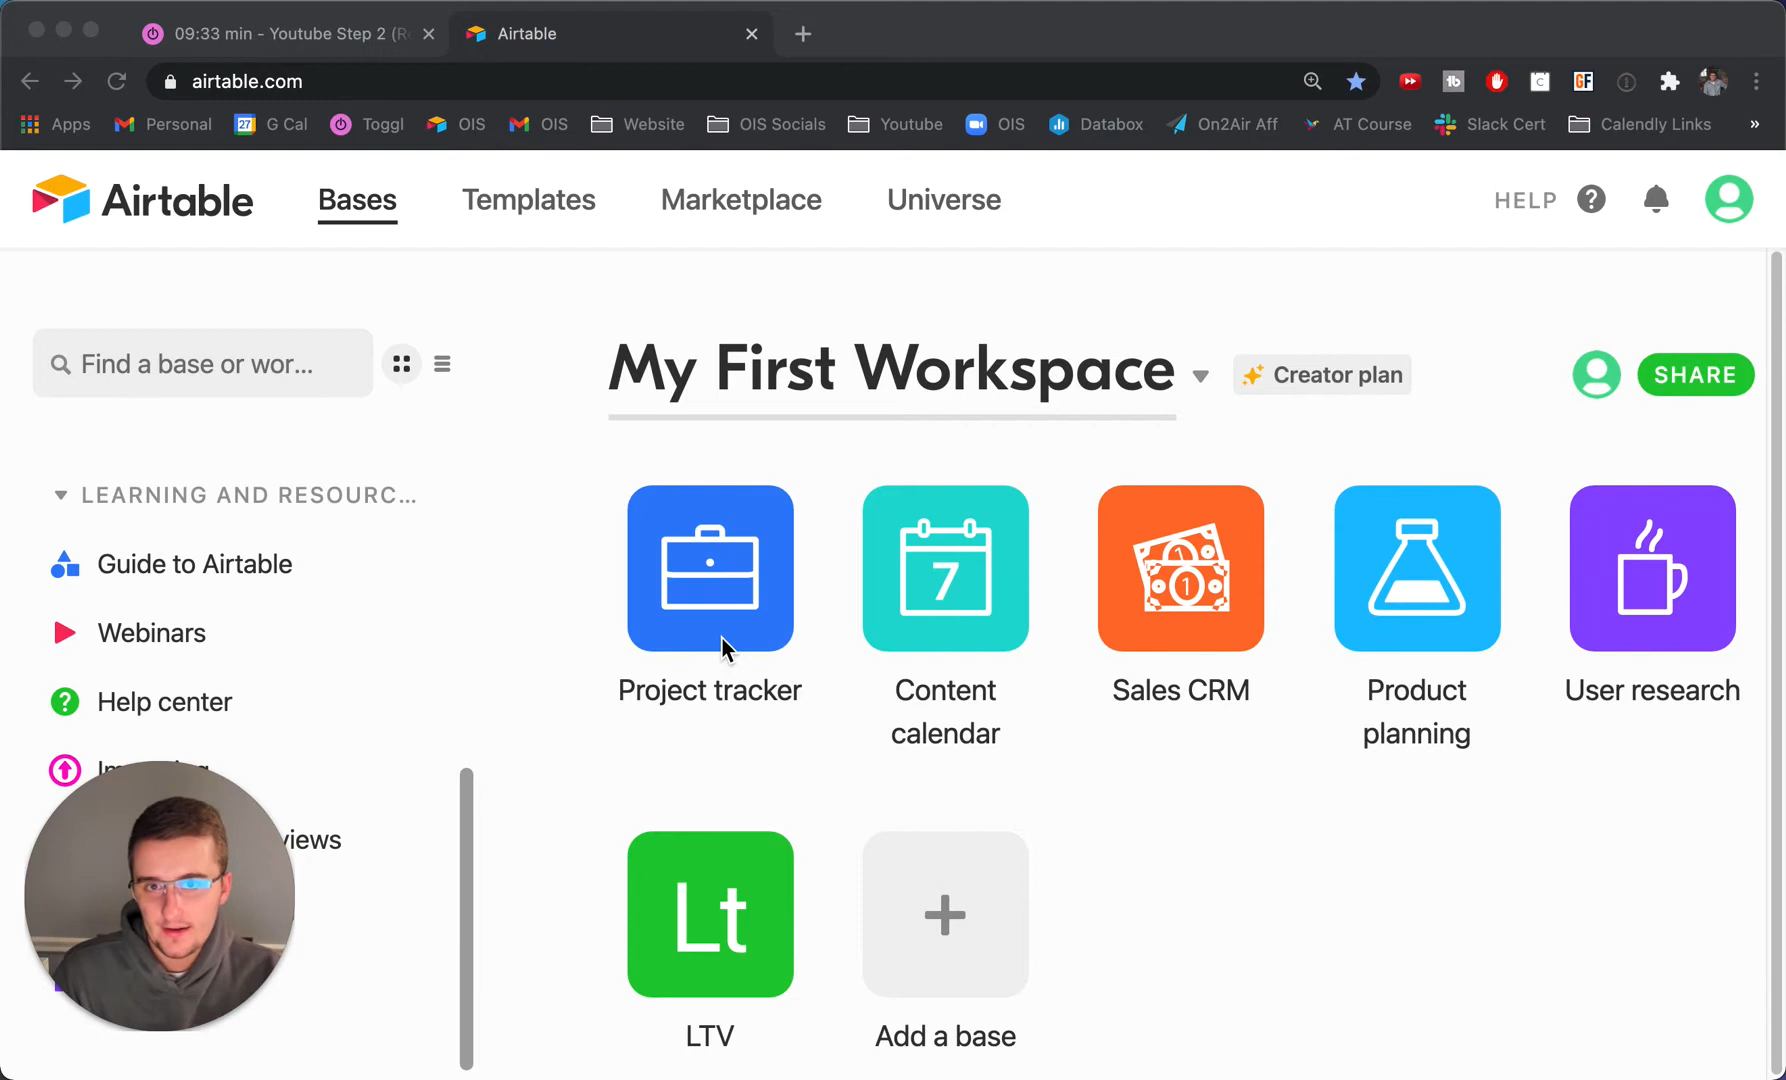 09:33 min - Youtube Step 2 (R
Airtable
airtable.com
Apps
Personal
27
G Cal
Toggl
OIS
OIS
Website
OIS Socials
Youtube
OIS
Databox
On2Air Aff
AT Course
Slack Cert
Calendly Links
»
Airtable
Bases
Templates
Marketplace
Universe
HELP
Find a base or wor...
My First Workspace
Creator plan
SHARE
LEARNING AND RESOURC...
Guide to Airtable
Webinars
Help center
views
7
Project tracker
Content
calendar
Sales CRM
Product
planning
User research
Lt
LTV
Add a base